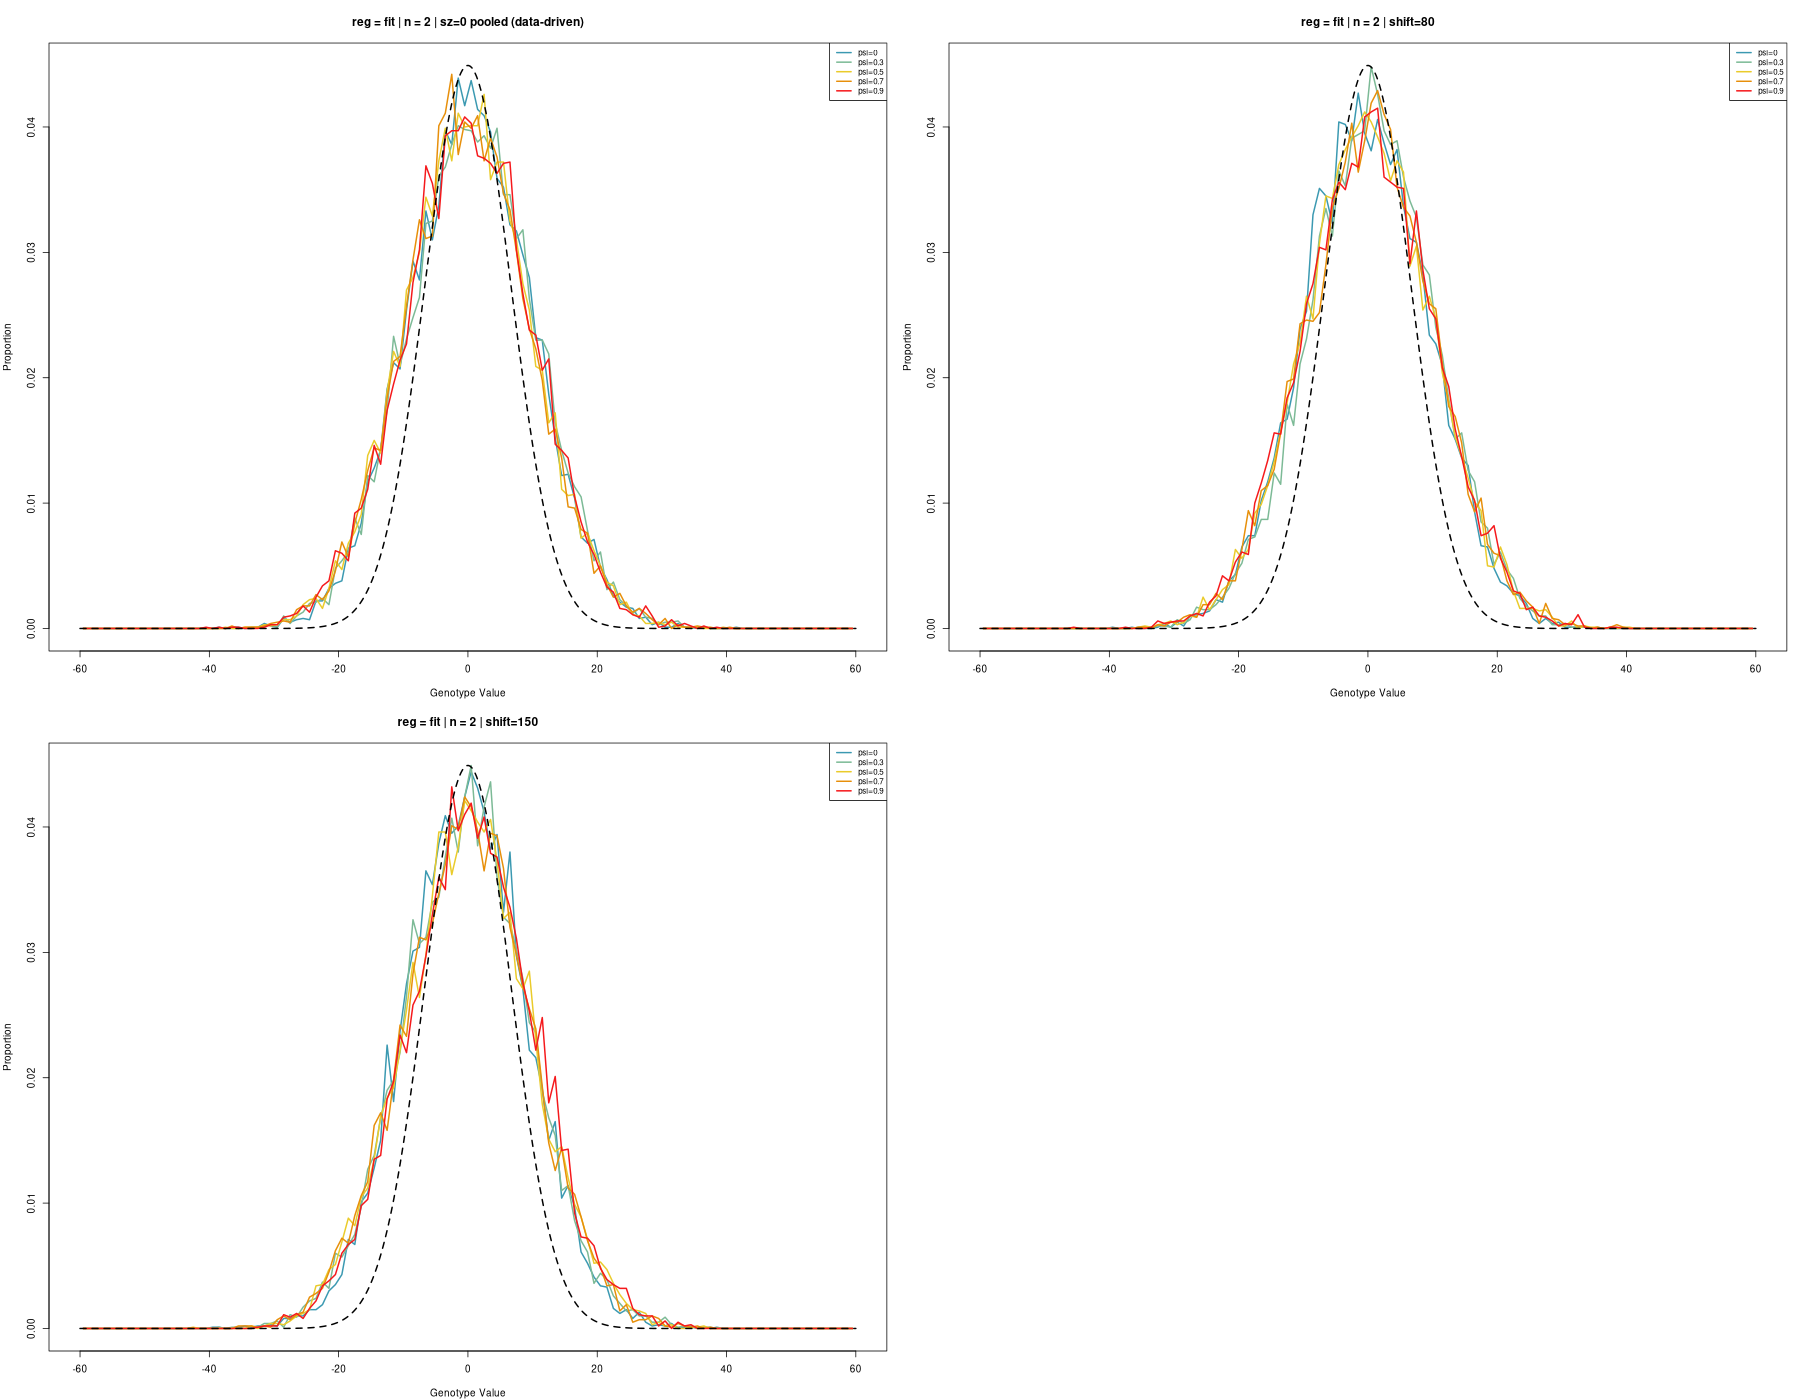 reg = fit | n = 2 | sz=0 pooled (data-driven)
psi=0
psi=0.3
psi=0.5
psi=0.7
psi=0.9
Proportion
0.00
0.01
0.02
0.03
0.04
-60
-40
-20
0
20
40
60
Genotype Value
reg = fit | n = 2 | shift=80
psi=0
psi=0.3
psi=0.5
psi=0.7
psi=0.9
Proportion
0.00
0.01
0.02
0.03
0.04
-60
-40
-20
0
20
40
60
Genotype Value
reg = fit | n = 2 | shift=150
psi=0
psi=0.3
psi=0.5
psi=0.7
psi=0.9
Proportion
0.00
0.01
0.02
0.03
0.04
-60
-40
-20
0
20
40
60
Genotype Value